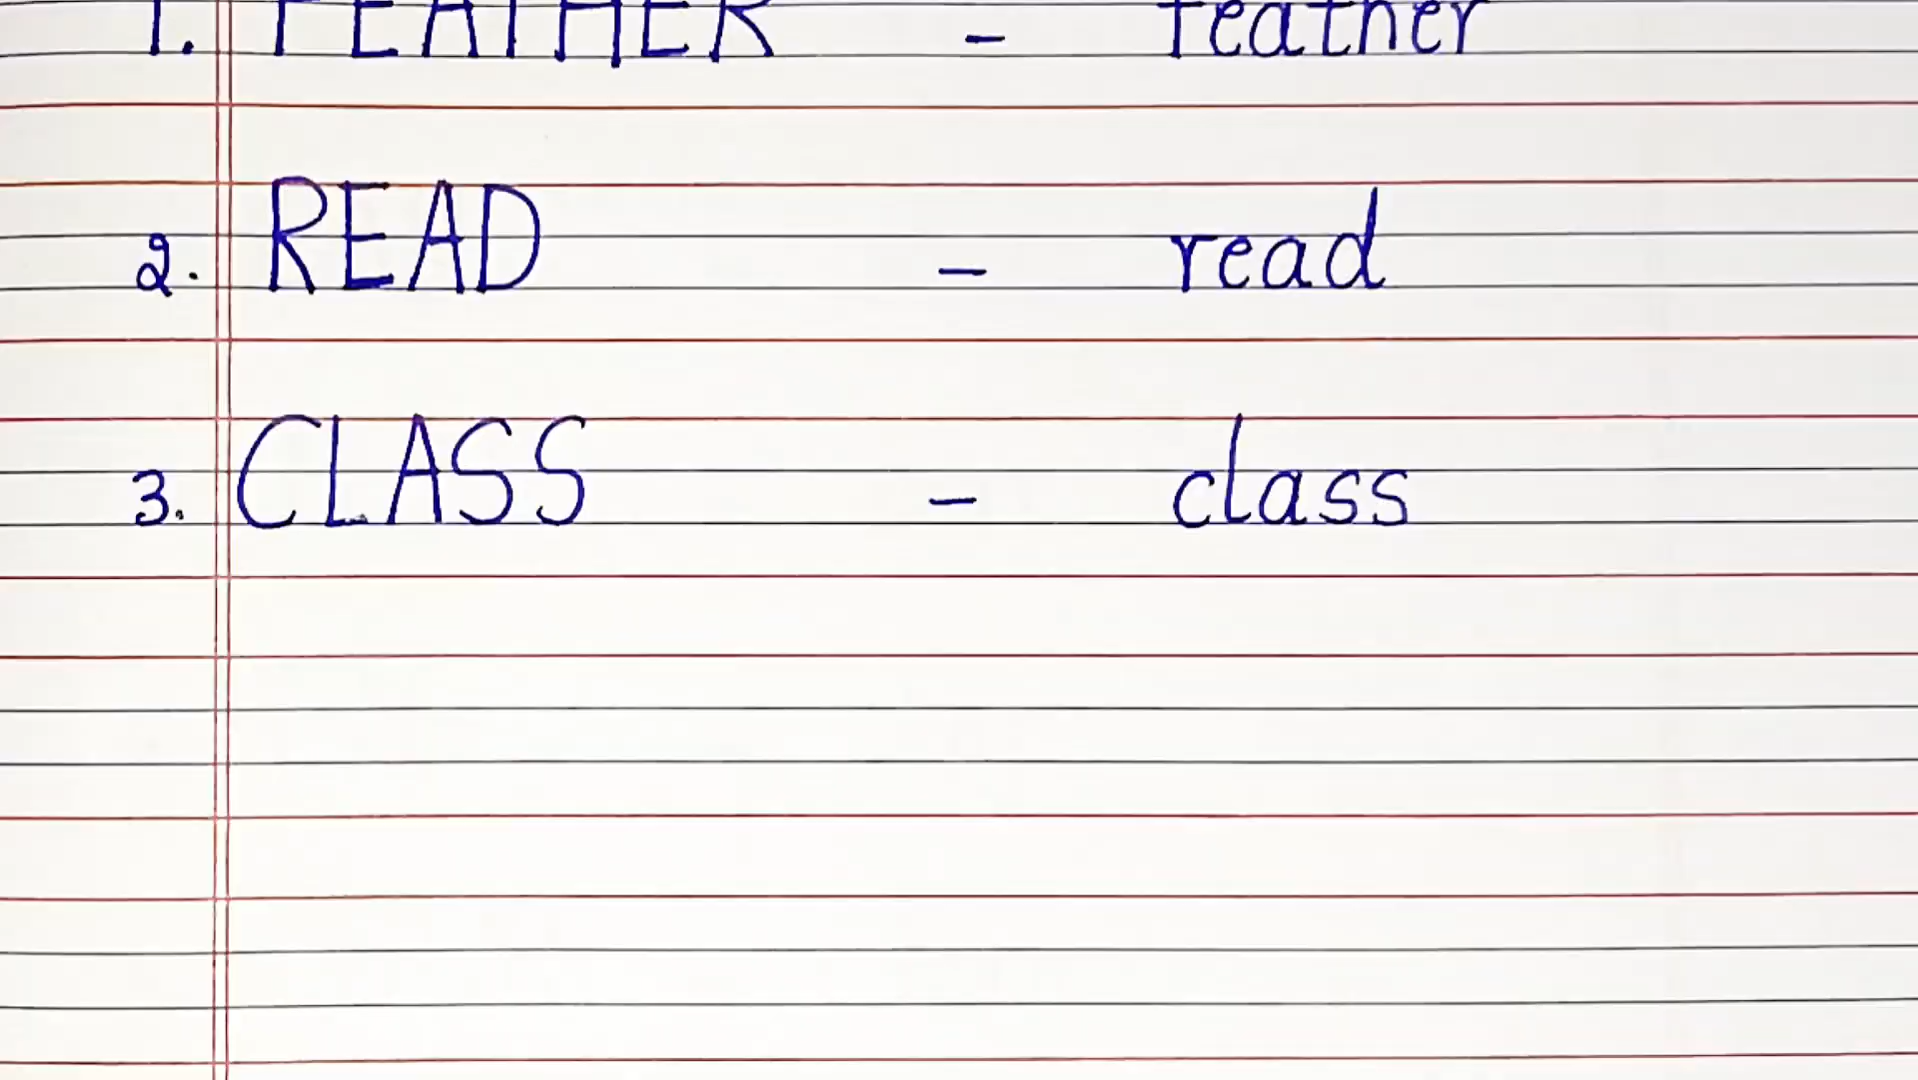 1. FEATHER - feather
2. READ - read
3. CLASS - class